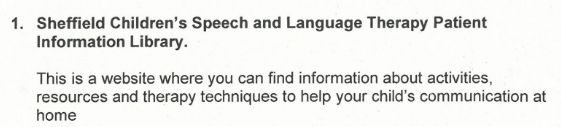 1. Sheffield Children’s Speech and Language Therapy Patient
Information Library.
This is a website where you can find information about activities,
resources and therapy techniques to help your child’s communication at
home